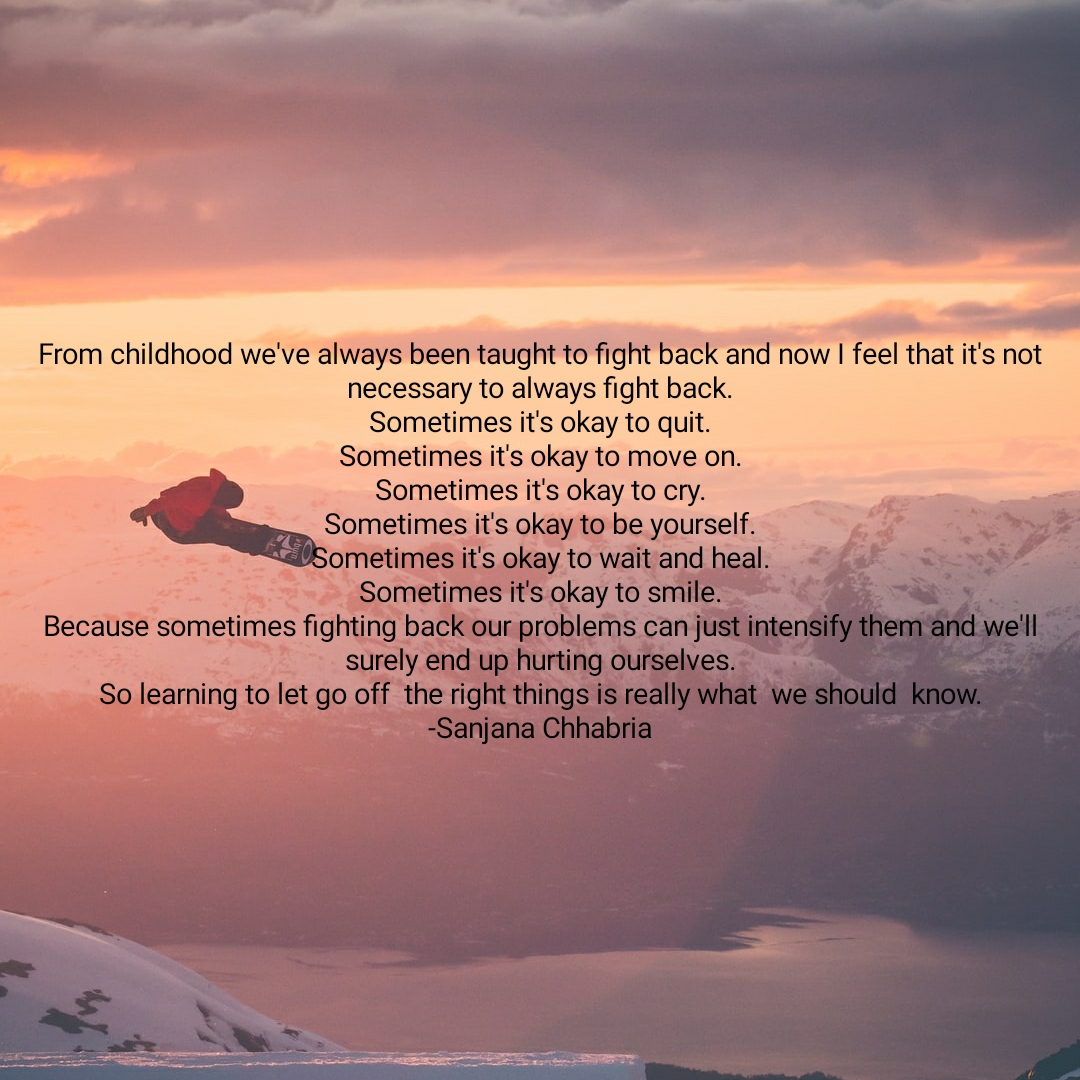 From childhood we've always been taught to fight back and now I feel that it's not
necessary to always fight back.
Sometimes it's okay to quit.
Sometimes it's okay to move on.
Sometimes it's okay to cry.
Sometimes it's okay to be yourself.
Sometimes it's okay to wait and heal.
Sometimes it's okay to smile.
Because sometimes fighting back our problems can just intensify them and we'll
surely end up hurting ourselves.
So learning to let go off  the right things is really what  we should  know.
-Sanjana Chhabria